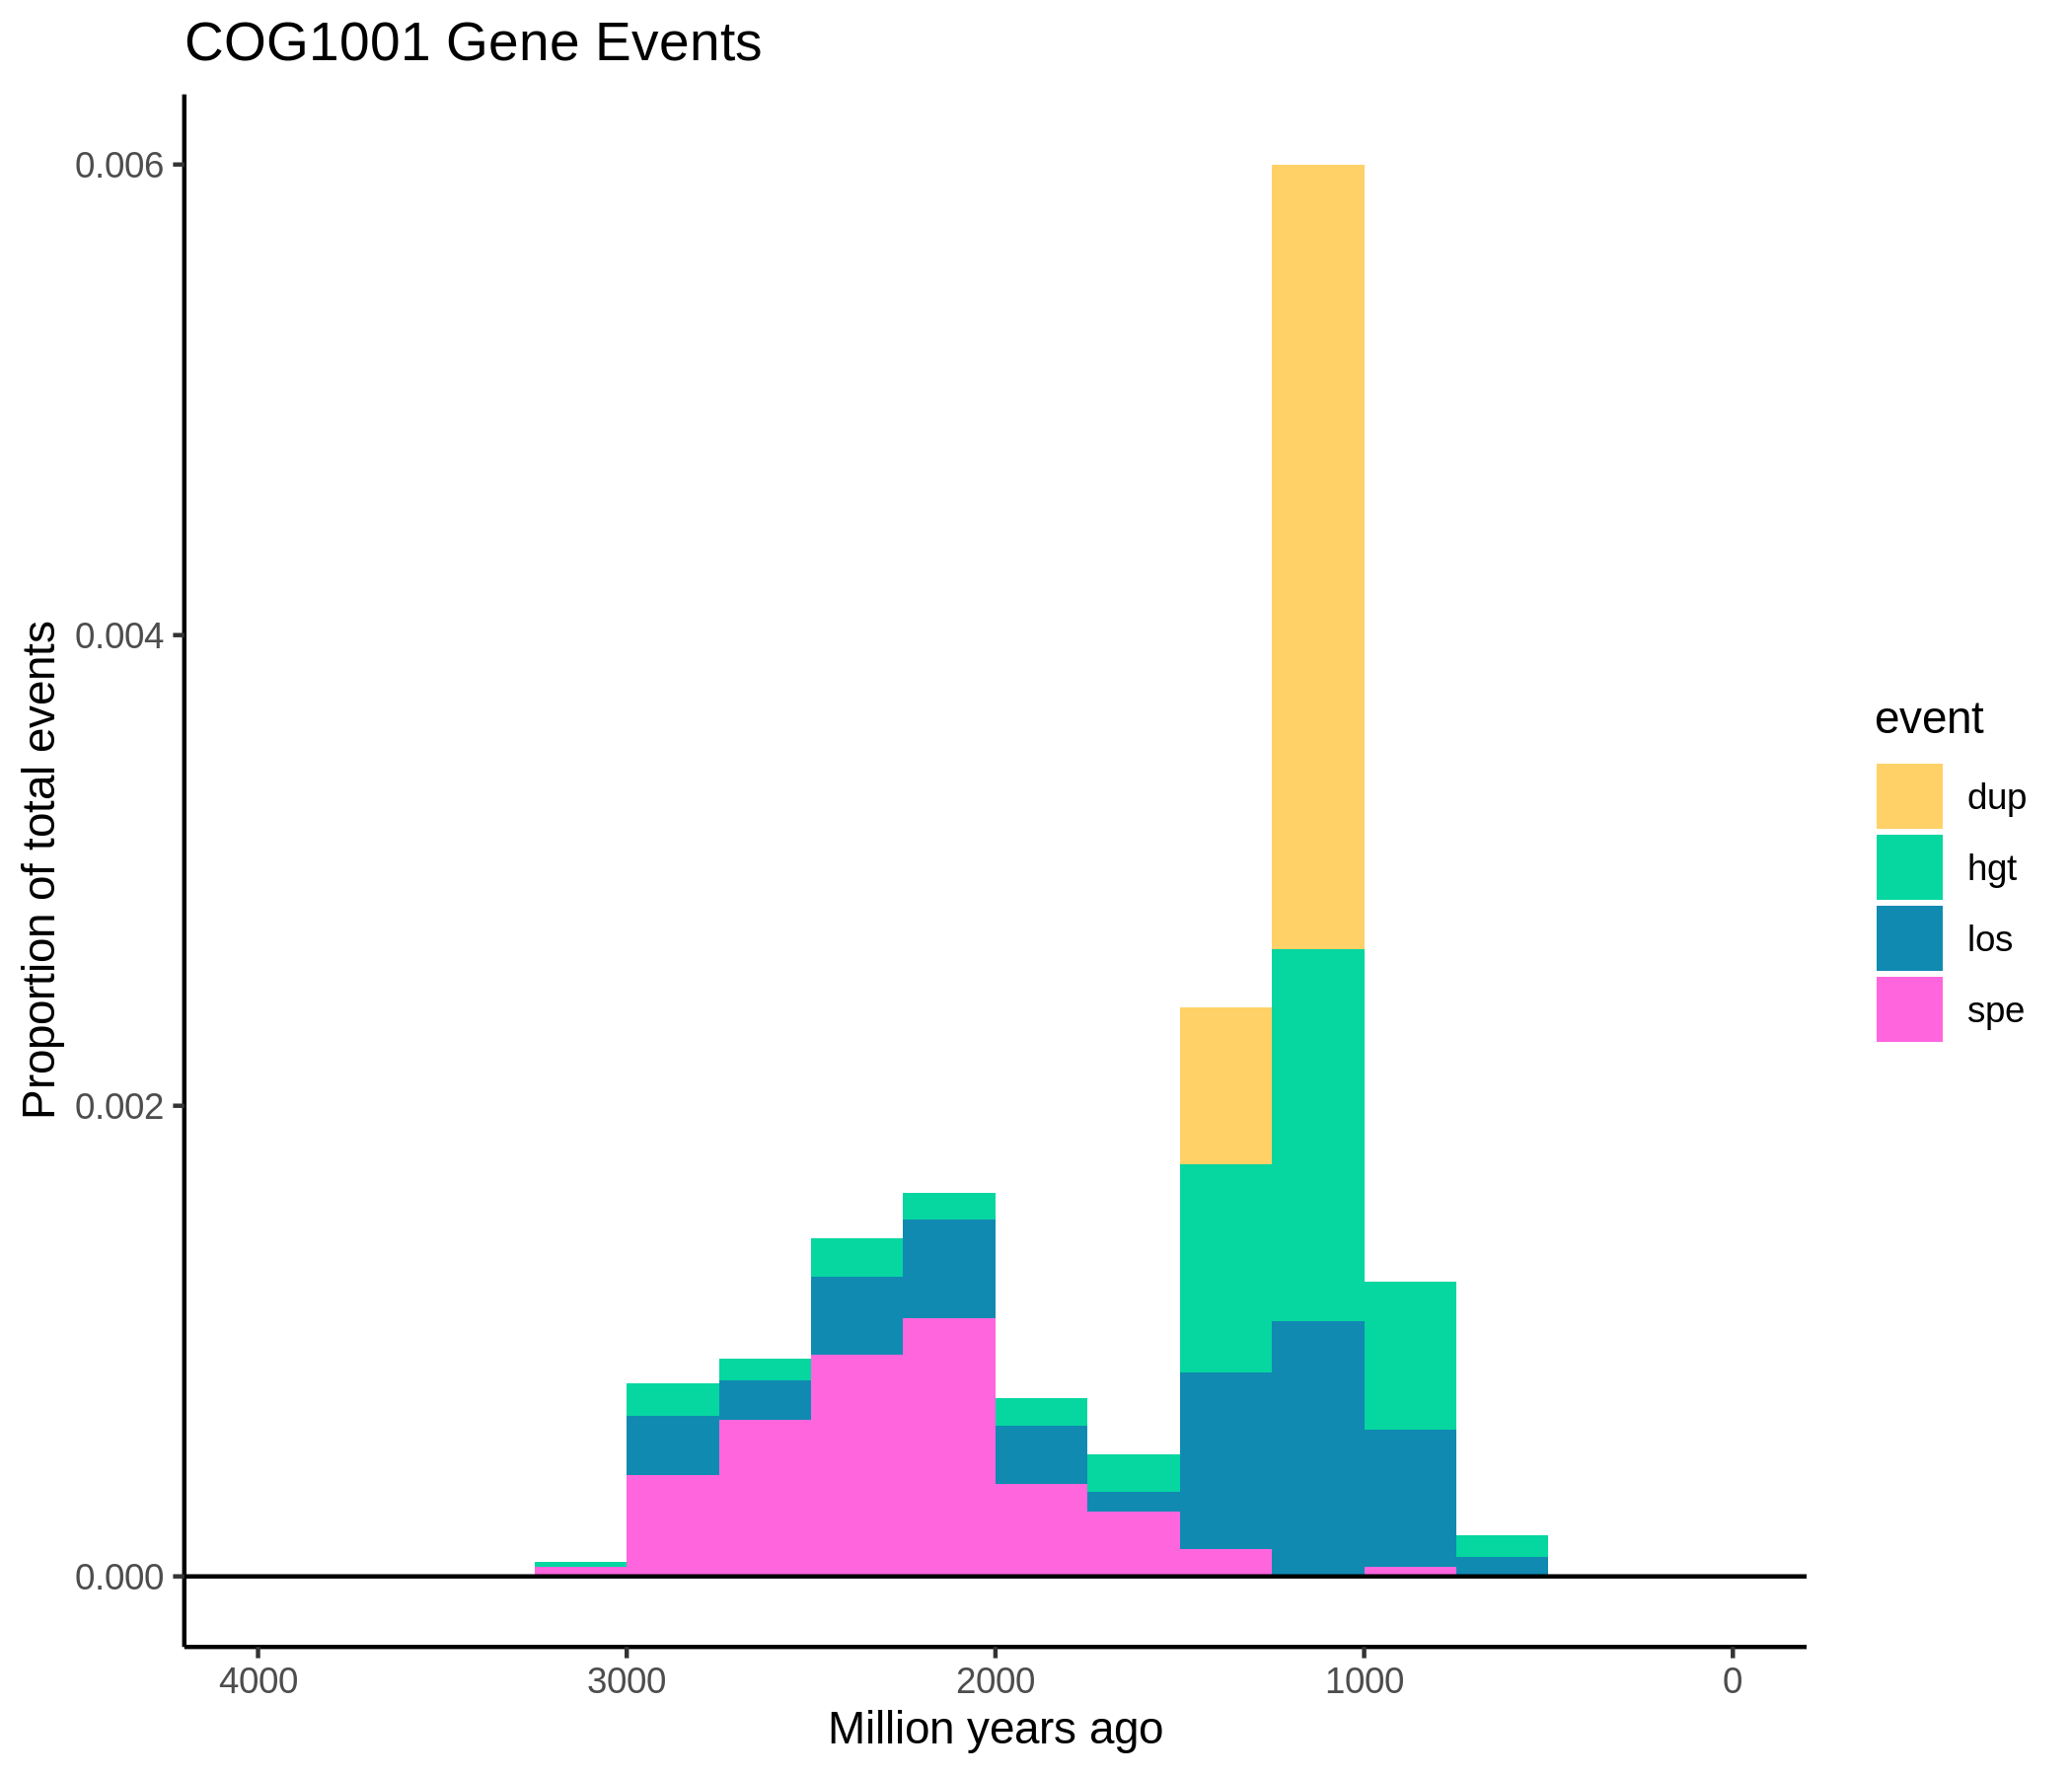 COG1001 Gene Events
Proportion of total events
0.006
0.004
0.002
0.000
4000 3000 2000 1000 0
Million years ago
event
dup
hgt
los
spe